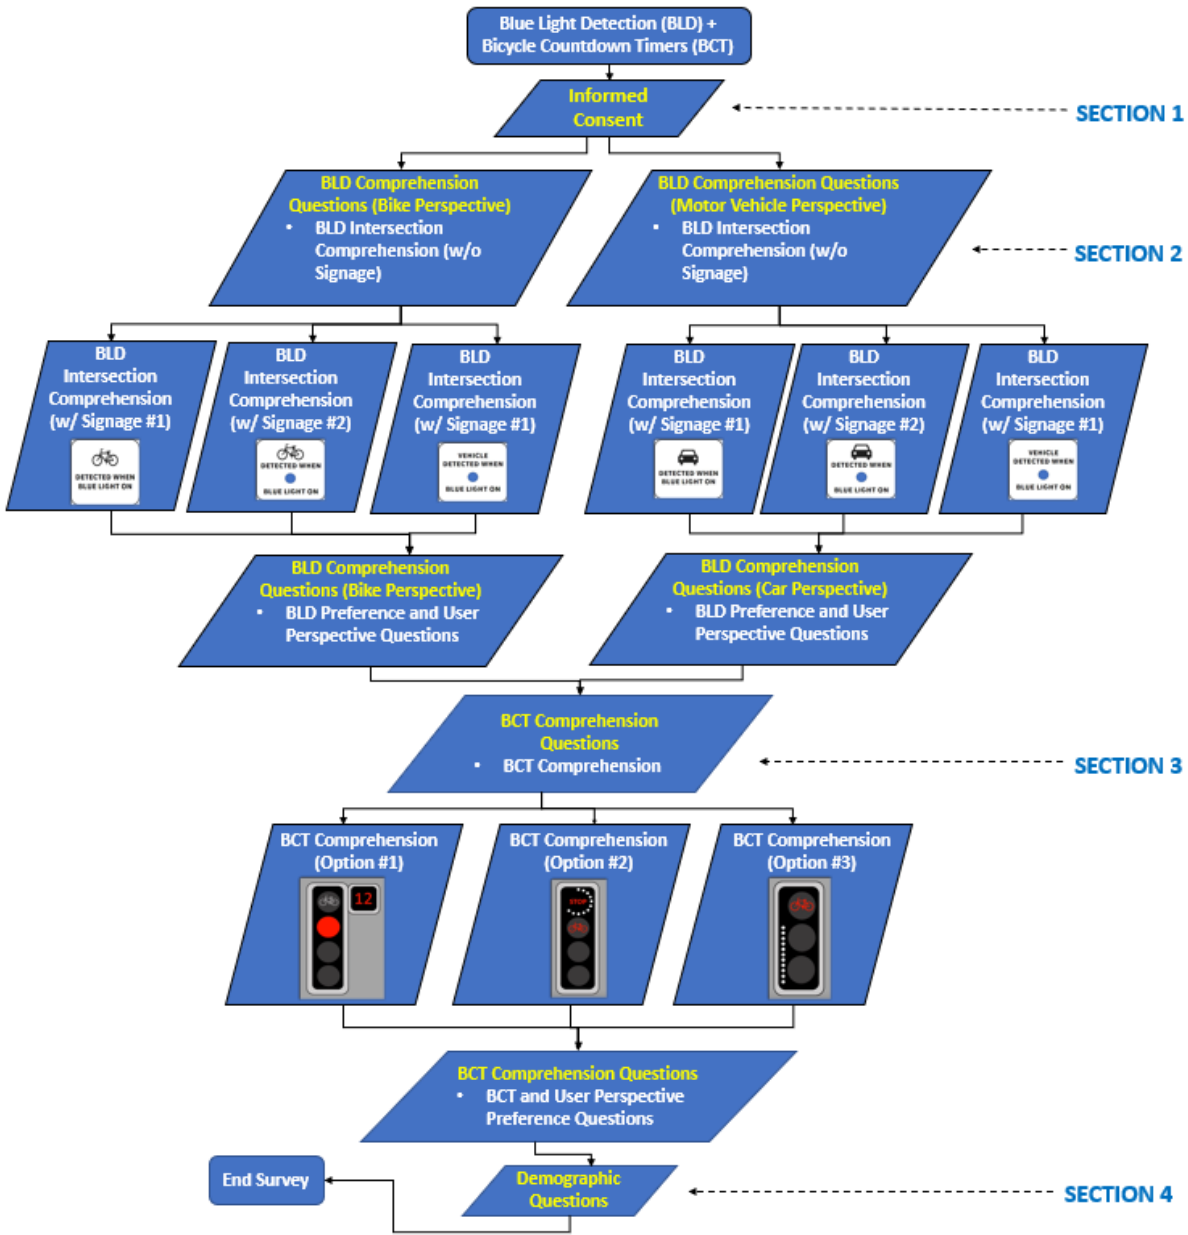 Blue Light Detection (BLD) +
Bicycle Countdown Timers (BCT)
Informed
Consent
SECTION 1
BLD Comprehension
Questions (Bike Perspective)
• BLD Intersection
Comprehension (w/o
Signage)
BLD Comprehension Questions
(Motor Vehicle Perspective)
• BLD Intersection
Comprehension (w/o
Signage)
SECTION 2
BLD
Intersection
Comprehension
(w/ Signage #1)
DETECTED WHEN
BLUE LIGHT ON
BLD
Intersection
Comprehension
(w/ Signage #2)
DETECTED WHEN
BLUE LIGHT ON
BLD
Intersection
Comprehension
(w/ Signage #1)
VEHICLE
DETECTED WHEN
BLUE LIGHT ON
BLD
Intersection
Comprehension
(w/ Signage #1)
DETECTED WHEN
BLUE LIGHT ON
BLD
Intersection
Comprehension
(w/ Signage #2)
DETECTED WHEN
BLUE LIGHT ON
BLD
Intersection
Comprehension
(w/ Signage #1)
VEHICLE
DETECTED WHEN
BLUE LIGHT ON
BLD Comprehension
Questions (Bike Perspective)
• BLD Preference and User
Perspective Questions
BLD Comprehension
Questions (Car Perspective)
• BLD Preference and User
Perspective Questions
BCT Comprehension
Questions
• BCT Comprehension
SECTION 3
BCT Comprehension
(Option #1)
12
BCT Comprehension
(Option #2)
STOP
BCT Comprehension
(Option #3)
BCT Comprehension Questions
• BCT and User Perspective
Preference Questions
End Survey
Demographic
Questions
SECTION 4